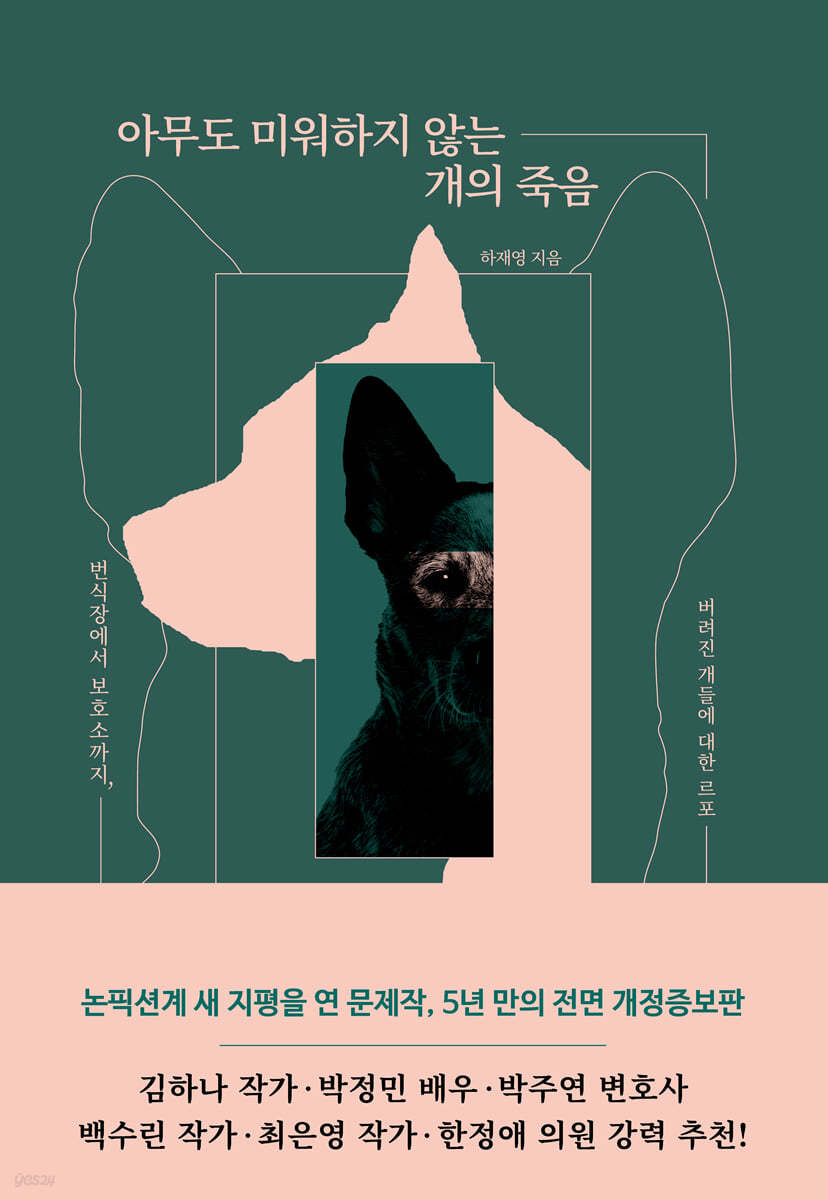 아무도 미워하지 않는
개의 죽음
하재영 지음
번식장에서 보호소까지,
버려진 개들에 대한 르포
논픽션계 새 지평을 연 문제작, 5년 만의 전면 개정증보판
김하나 작가·박정민 배우·박주연 변호사
백수린 작가·최은영 작가·한정애 의원 강력 추천!
yes24